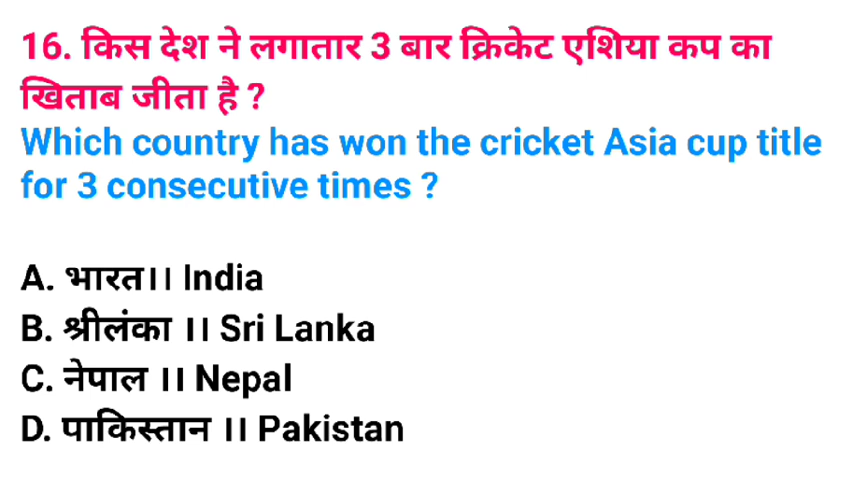 16. किस देश ने लगातार 3 बार क्रिकेट एशिया कप का
खिताब जीता है ?
Which country has won the cricket Asia cup title
for 3 consecutive times ?
A. भारत।। India
B. श्रीलंका ।। Sri Lanka
C. नेपाल ।। Nepal
D. पाकिस्तान ।। Pakistan